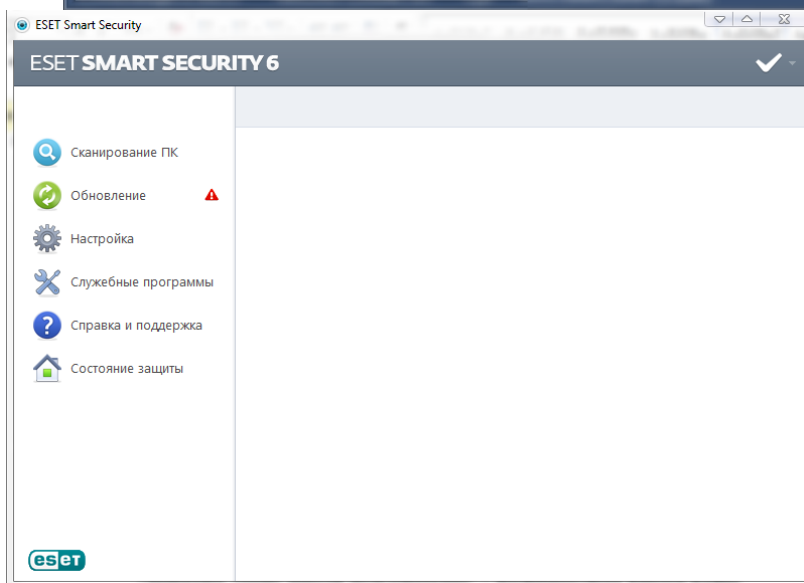 ESET Smart Security
ESET SMART SECURITY 6
Сканирование ПК
Обновление
Настройка
Служебные программы
Справка и поддержка
Состояние защиты
eset